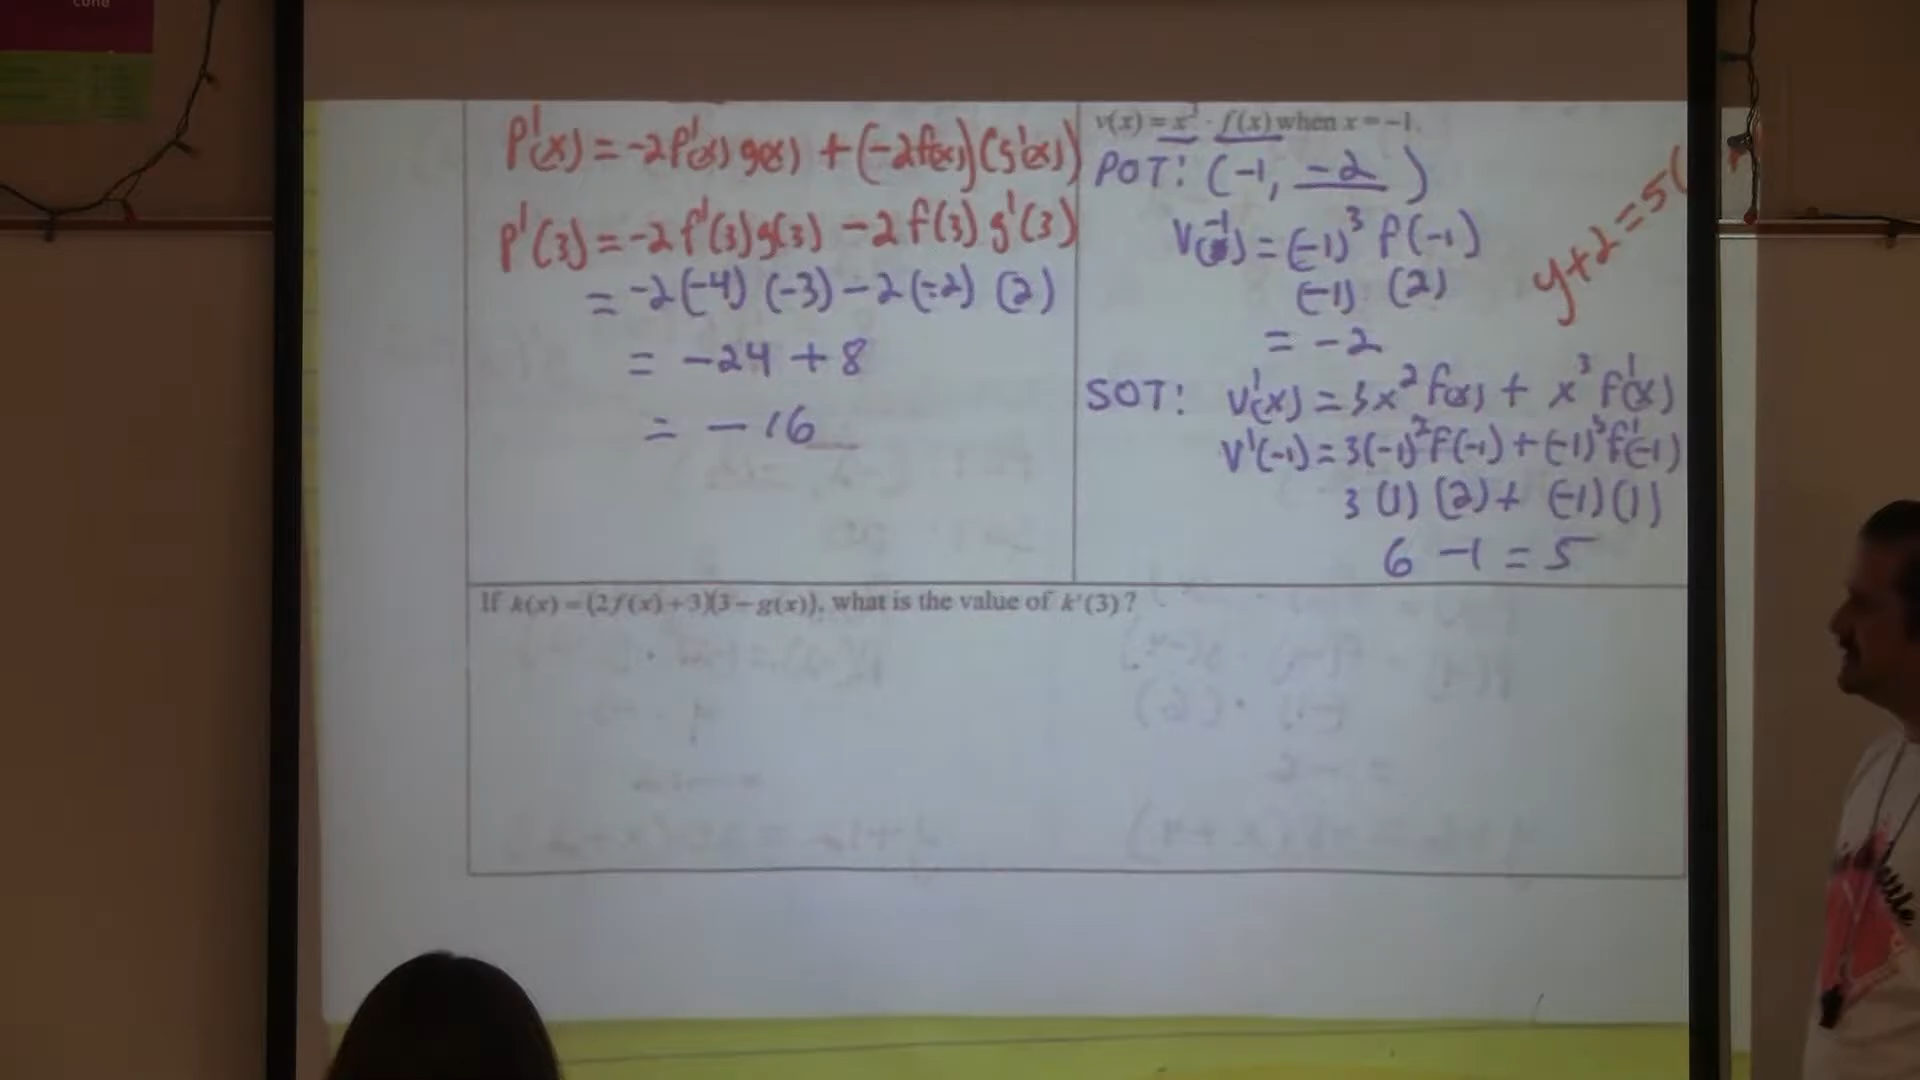 cone
P'(x) = -2f'(x) g(x) + (-2f(x))(g'(x))
P'(3) = -2f'(3)g(3) - 2f(3) g'(3)
= -2(-4) (-3) - 2(-2) (2)
= -24 + 8
= -16
v(x) = x³ · f(x) when x = -1.
POT: (-1, -2)
V(-1) = (-1)³ f(-1)
(-1) (2)
= -2
y+2 = 5(
SOT: V'(x) = 3x² f(x) + x³ f'(x)
V'(-1) = 3(-1)² f(-1) + (-1)³ f'(-1)
3 (1) (2) + (-1)(1)
6 -1 = 5
If k(x) = (2f(x)+3)(3-g(x)), what is the value of k'(3)?